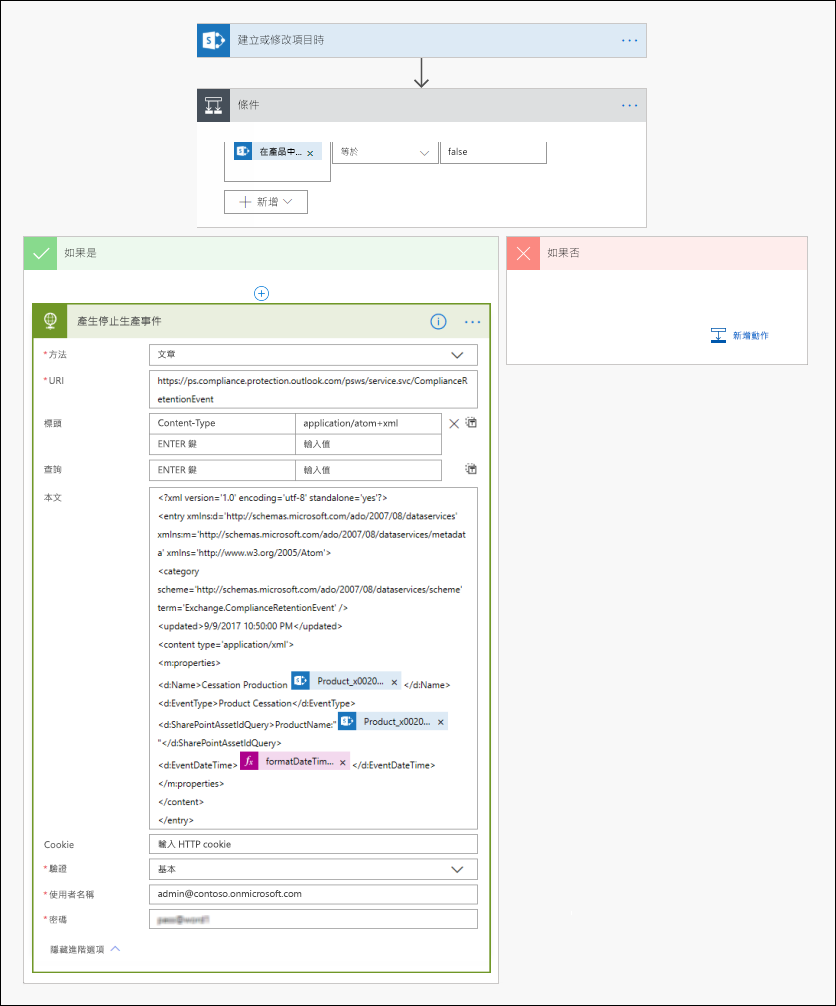 建立或修改項目時
條件
在產品中... 等於 false
新增
如果是
如果否
新增動作
產生停止生產事件
*方法 文章
*URI https://ps.compliance.protection.outlook.com/psws/service.svc/ComplianceR
etentionEvent
標頭 Content-Type application/atom+xml
ENTER 鍵 輸入值
查詢 ENTER 鍵 輸入值
本文 <?xml version='1.0' encoding='utf-8' standalone='yes'?>
<entry xmlns:d='http://schemas.microsoft.com/ado/2007/08/dataservices'
xmlns:m='http://schemas.microsoft.com/ado/2007/08/dataservices/metadat
a' xmlns='http://www.w3.org/2005/Atom'>
<category
scheme='http://schemas.microsoft.com/ado/2007/08/dataservices/scheme'
term='Exchange.ComplianceRetentionEvent' />
<updated>9/9/2017 10:50:00 PM</updated>
<content type='application/xml'>
<m:properties>
<d:Name>Cessation Production Product_x0020... </d:Name>
<d:EventType>Product Cessation</d:EventType>
<d:SharePointAssetIdQuery>ProductName:" Product_x0020...
"</d:SharePointAssetIdQuery>
<d:EventDateTime> formatDateTim... </d:EventDateTime>
</m:properties>
</content>
</entry>
Cookie 輸入 HTTP cookie
*驗證 基本
*使用者名稱 admin@contoso.onmicrosoft.com
*密碼
隱藏進階選項